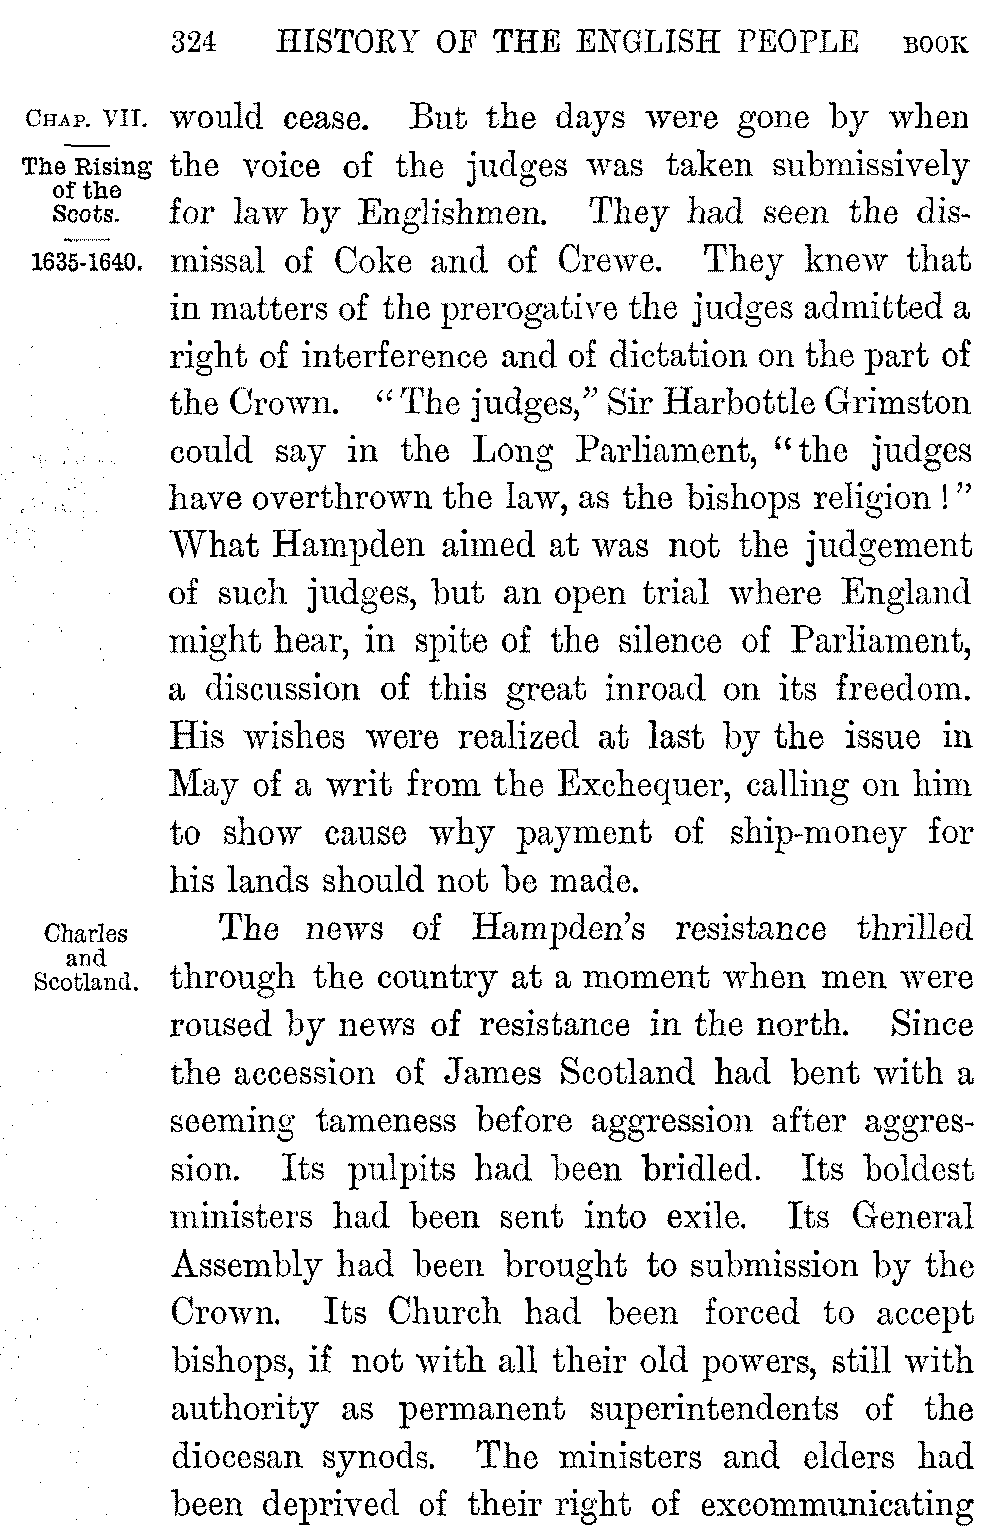 324 HISTORY OF THE ENGLISH PEOPLE BOOK
CHAP. VII.
The Rising
of the
Scots.
1635-1640.
would cease. But the days were gone by when
the voice of the judges was taken submissively
for law by Englishmen. They had seen the dis-
missal of Coke and of Crewe. They knew that
in matters of the prerogative the judges admitted a
right of interference and of dictation on the part of
the Crown. “The judges,” Sir Harbottle Grimston
could say in the Long Parliament, “the judges
have overthrown the law, as the bishops religion!”
What Hampden aimed at was not the judgement
of such judges, but an open trial where England
might hear, in spite of the silence of Parliament,
a discussion of this great inroad on its freedom.
His wishes were realized at last by the issue in
May of a writ from the Exchequer, calling on him
to show cause why payment of ship-money for
his lands should not be made.
Charles
and
Scotland.
The news of Hampden’s resistance thrilled
through the country at a moment when men were
roused by news of resistance in the north. Since
the accession of James Scotland had bent with a
seeming tameness before aggression after aggres-
sion. Its pulpits had been bridled. Its boldest
ministers had been sent into exile. Its General
Assembly had been brought to submission by the
Crown. Its Church had been forced to accept
bishops, if not with all their old powers, still with
authority as permanent superintendents of the
diocesan synods. The ministers and elders had
been deprived of their right of excommunicating